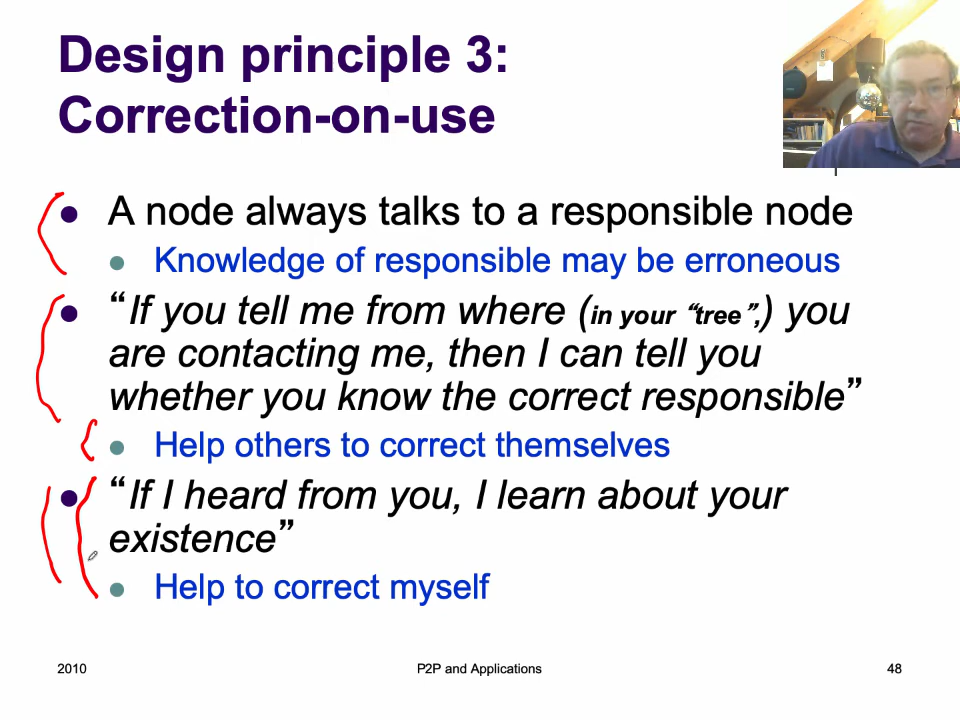 Design principle 3:
Correction-on-use
A node always talks to a responsible node
Knowledge of responsible may be erroneous
“If you tell me from where (in your “tree”,) you
are contacting me, then I can tell you
whether you know the correct responsible”
Help others to correct themselves
“If I heard from you, I learn about your
existence”
Help to correct myself
2010 P2P and Applications 48